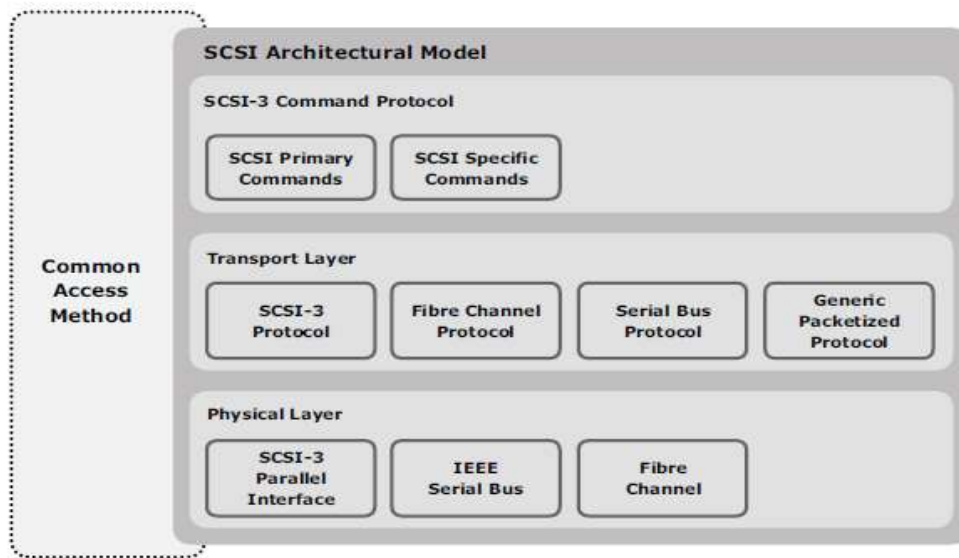 SCSI Architectural Model
SCSI-3 Command Protocol
SCSI Primary
Commands
SCSI Specific
Commands
Common
Access
Method
Transport Layer
SCSI-3
Protocol
Fibre Channel
Protocol
Serial Bus
Protocol
Generic
Packetized
Protocol
Physical Layer
SCSI-3
Parallel
Interface
IEEE
Serial Bus
Fibre
Channel